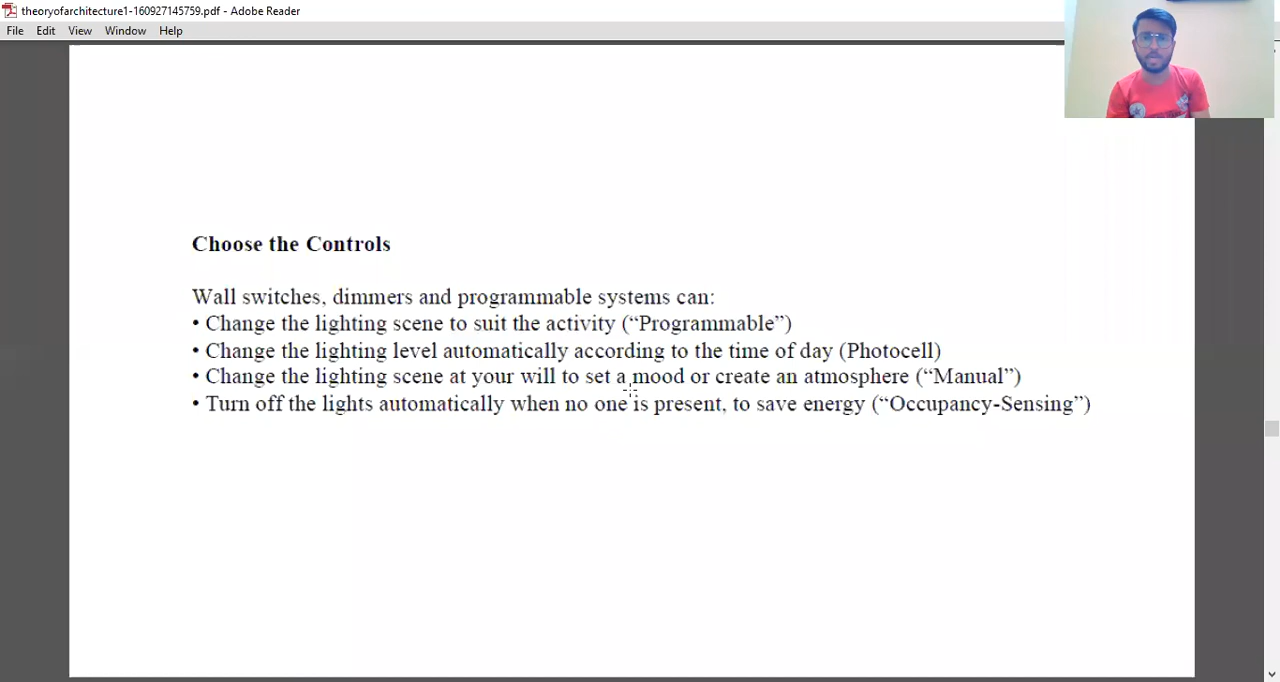 theoryofarchitecture1-160927145759.pdf - Adobe Reader
File Edit View Window Help
Choose the Controls
Wall switches, dimmers and programmable systems can:
• Change the lighting scene to suit the activity (“Programmable”)
• Change the lighting level automatically according to the time of day (Photocell)
• Change the lighting scene at your will to set a mood or create an atmosphere (“Manual”)
• Turn off the lights automatically when no one is present, to save energy (“Occupancy-Sensing”)